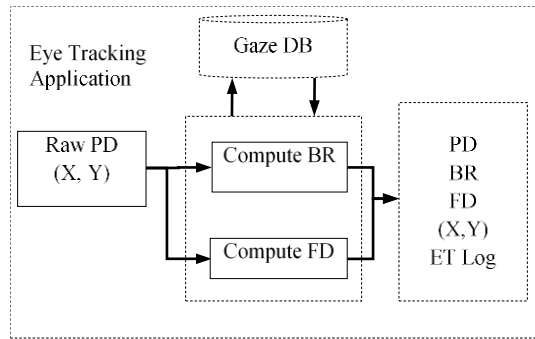 Eye Tracking
Application
Gaze DB
Raw PD
(X, Y)
Compute BR
Compute FD
PD
BR
FD
(X,Y)
ET Log